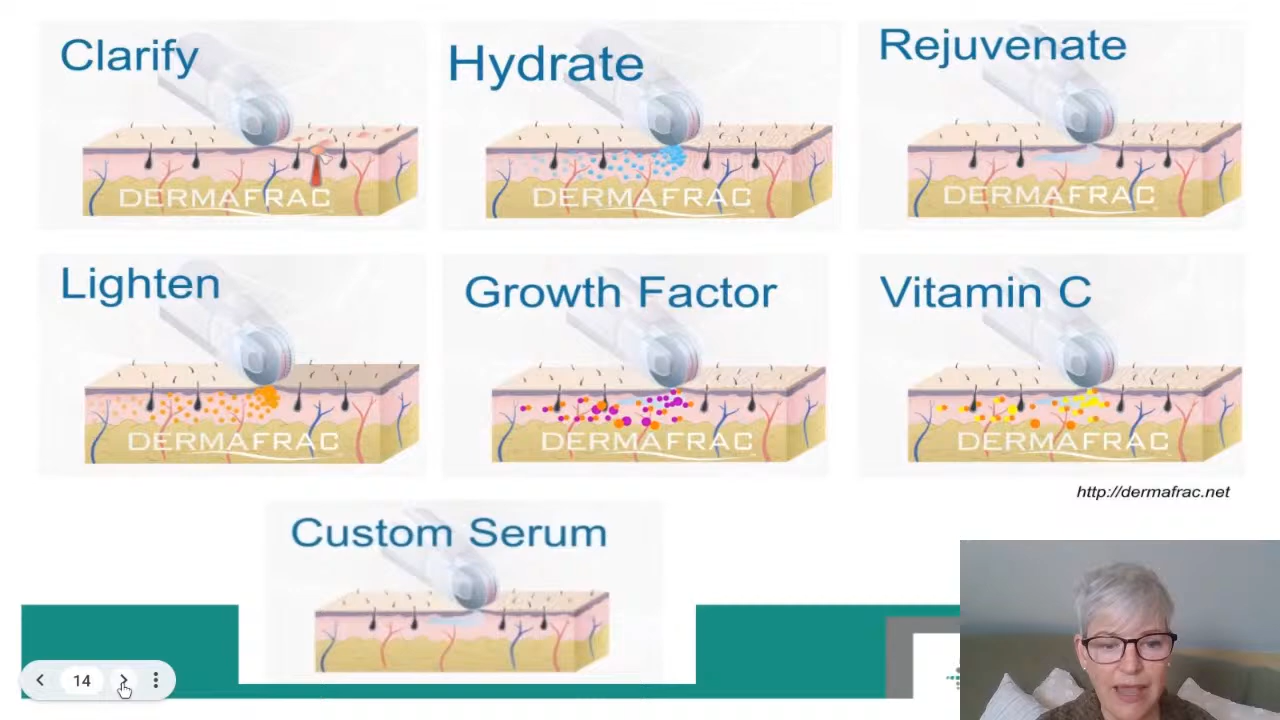 Clarify
Hydrate
Rejuvenate
DERMAFRAC
DERMAFRAC
DERMAFRAC
Lighten
Growth Factor
Vitamin C
DERMAFRAC
DERMAFRAC
DERMAFRAC
http://dermafrac.net
Custom Serum
14